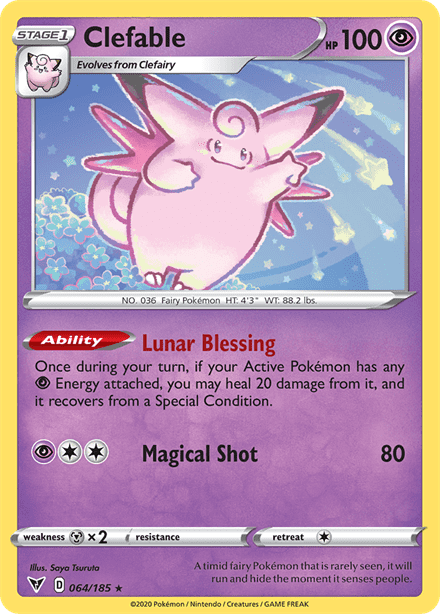 STAGE 1
Clefable
HP 100
Evolves from Clefairy
NO. 036 Fairy Pokémon HT: 4'3" WT: 88.2 lbs.
Ability Lunar Blessing
Once during your turn, if your Active Pokémon has any
Energy attached, you may heal 20 damage from it, and
it recovers from a Special Condition.
Magical Shot 80
weakness ×2 resistance retreat
Illus. Saya Tsuruta
A timid fairy Pokémon that is rarely seen, it will
run and hide the moment it senses people.
D 064/185 ★
©2020 Pokémon / Nintendo / Creatures / GAME FREAK